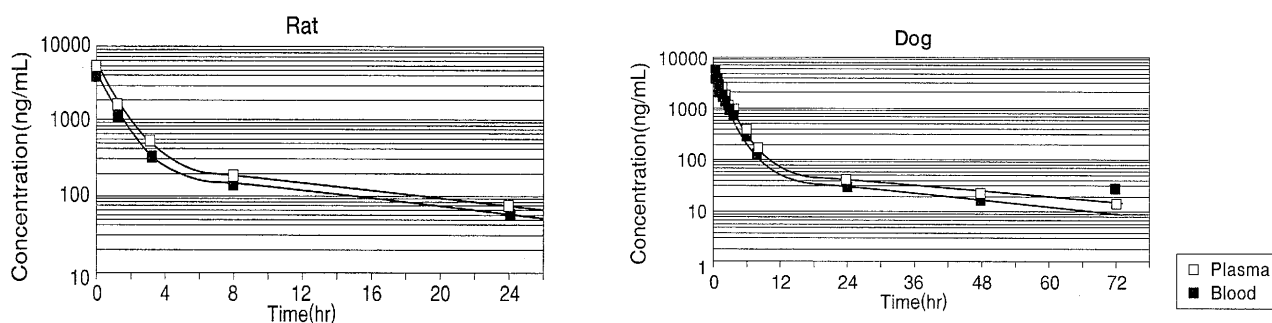 Rat
Concentration(ng/mL)
10000
1000
100
10
0 4 8 12 16 20 24
Time(hr)
Dog
Concentration(ng/mL)
10000
1000
100
10
1
0 12 24 36 48 60 72
Time(hr)
Plasma
Blood